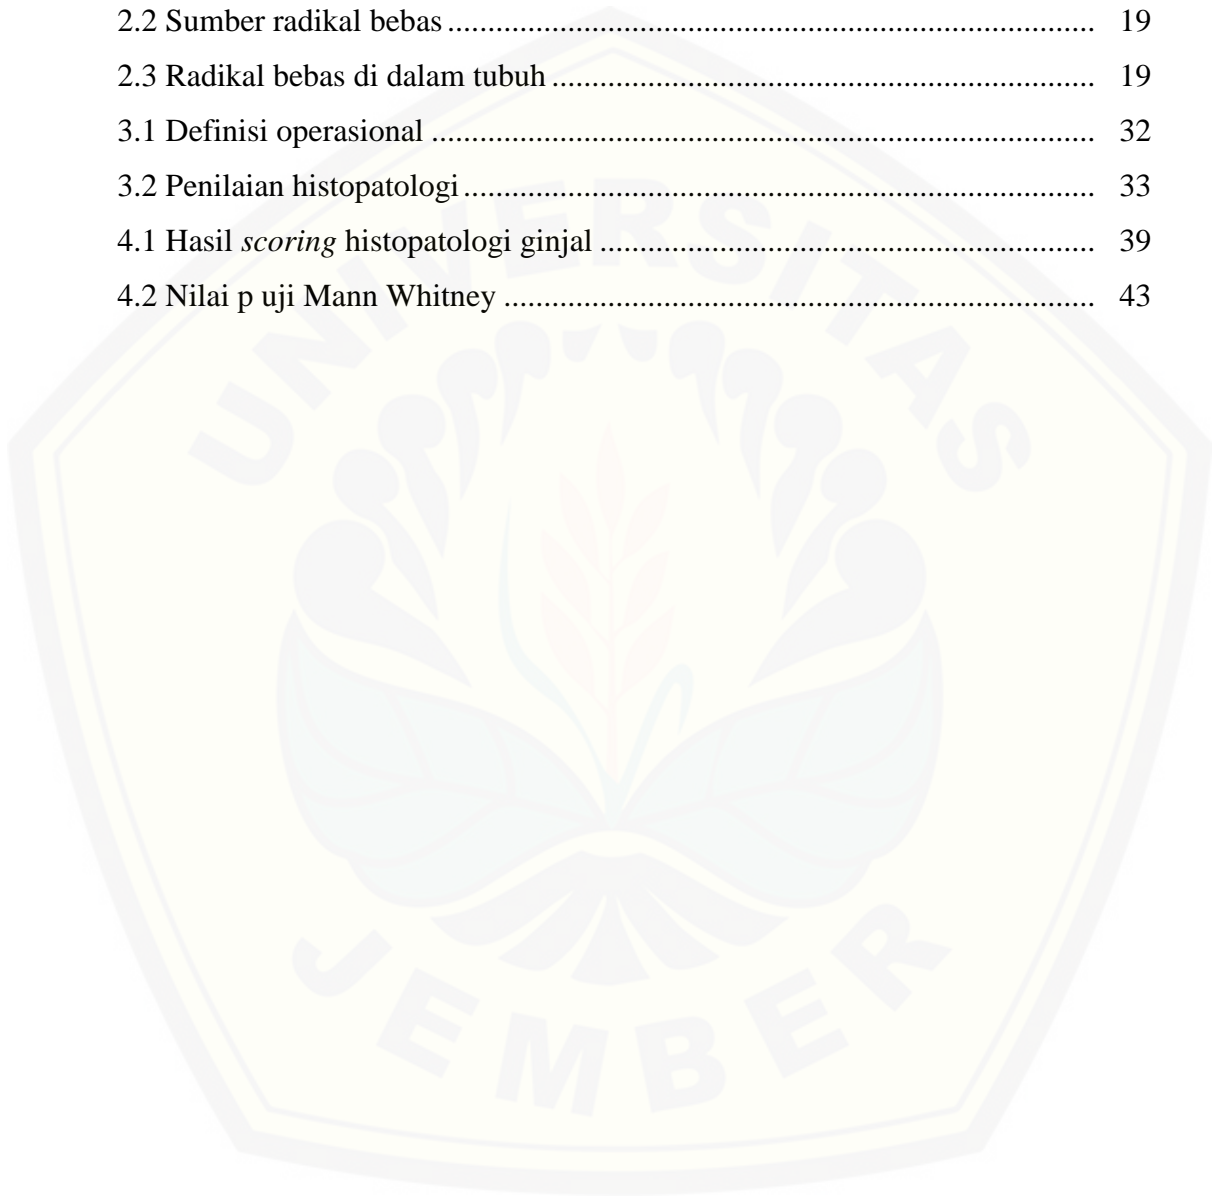 2.2 Sumber radikal bebas ................................................................................. 19
2.3 Radikal bebas di dalam tubuh .................................................................... 19
3.1 Definisi operasional ................................................................................... 32
3.2 Penilaian histopatologi ............................................................................... 33
4.1 Hasil scoring histopatologi ginjal .............................................................. 39
4.2 Nilai p uji Mann Whitney .......................................................................... 43
UNIVERSITAS
JEMBER